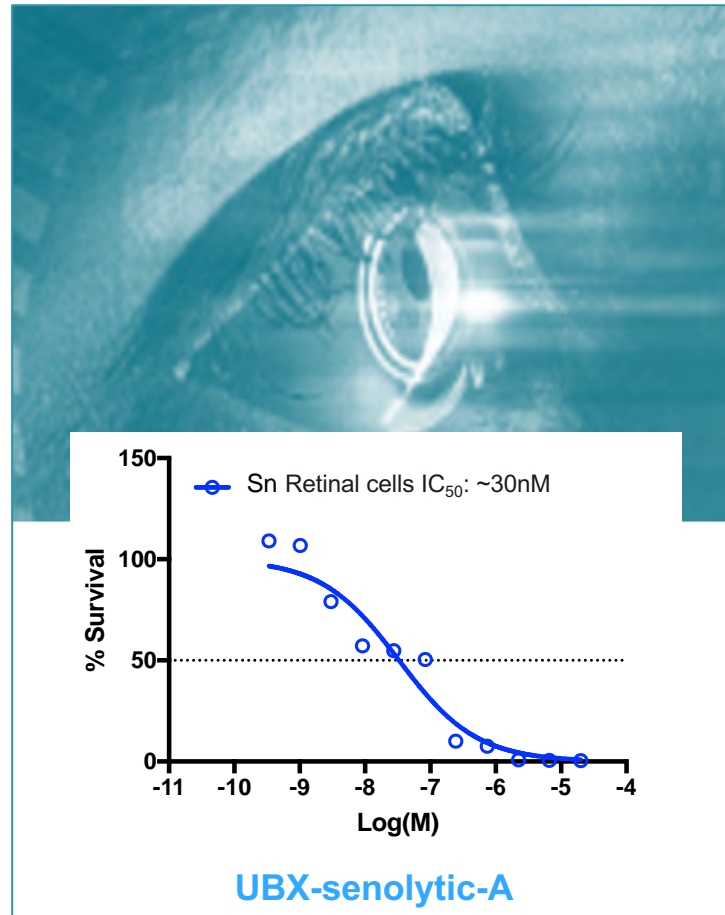 150
Sn Retinal cells IC₅₀: ~30nM
100
% Survival
50
0
-11 -10 -9 -8 -7 -6 -5 -4
Log(M)
UBX-senolytic-A